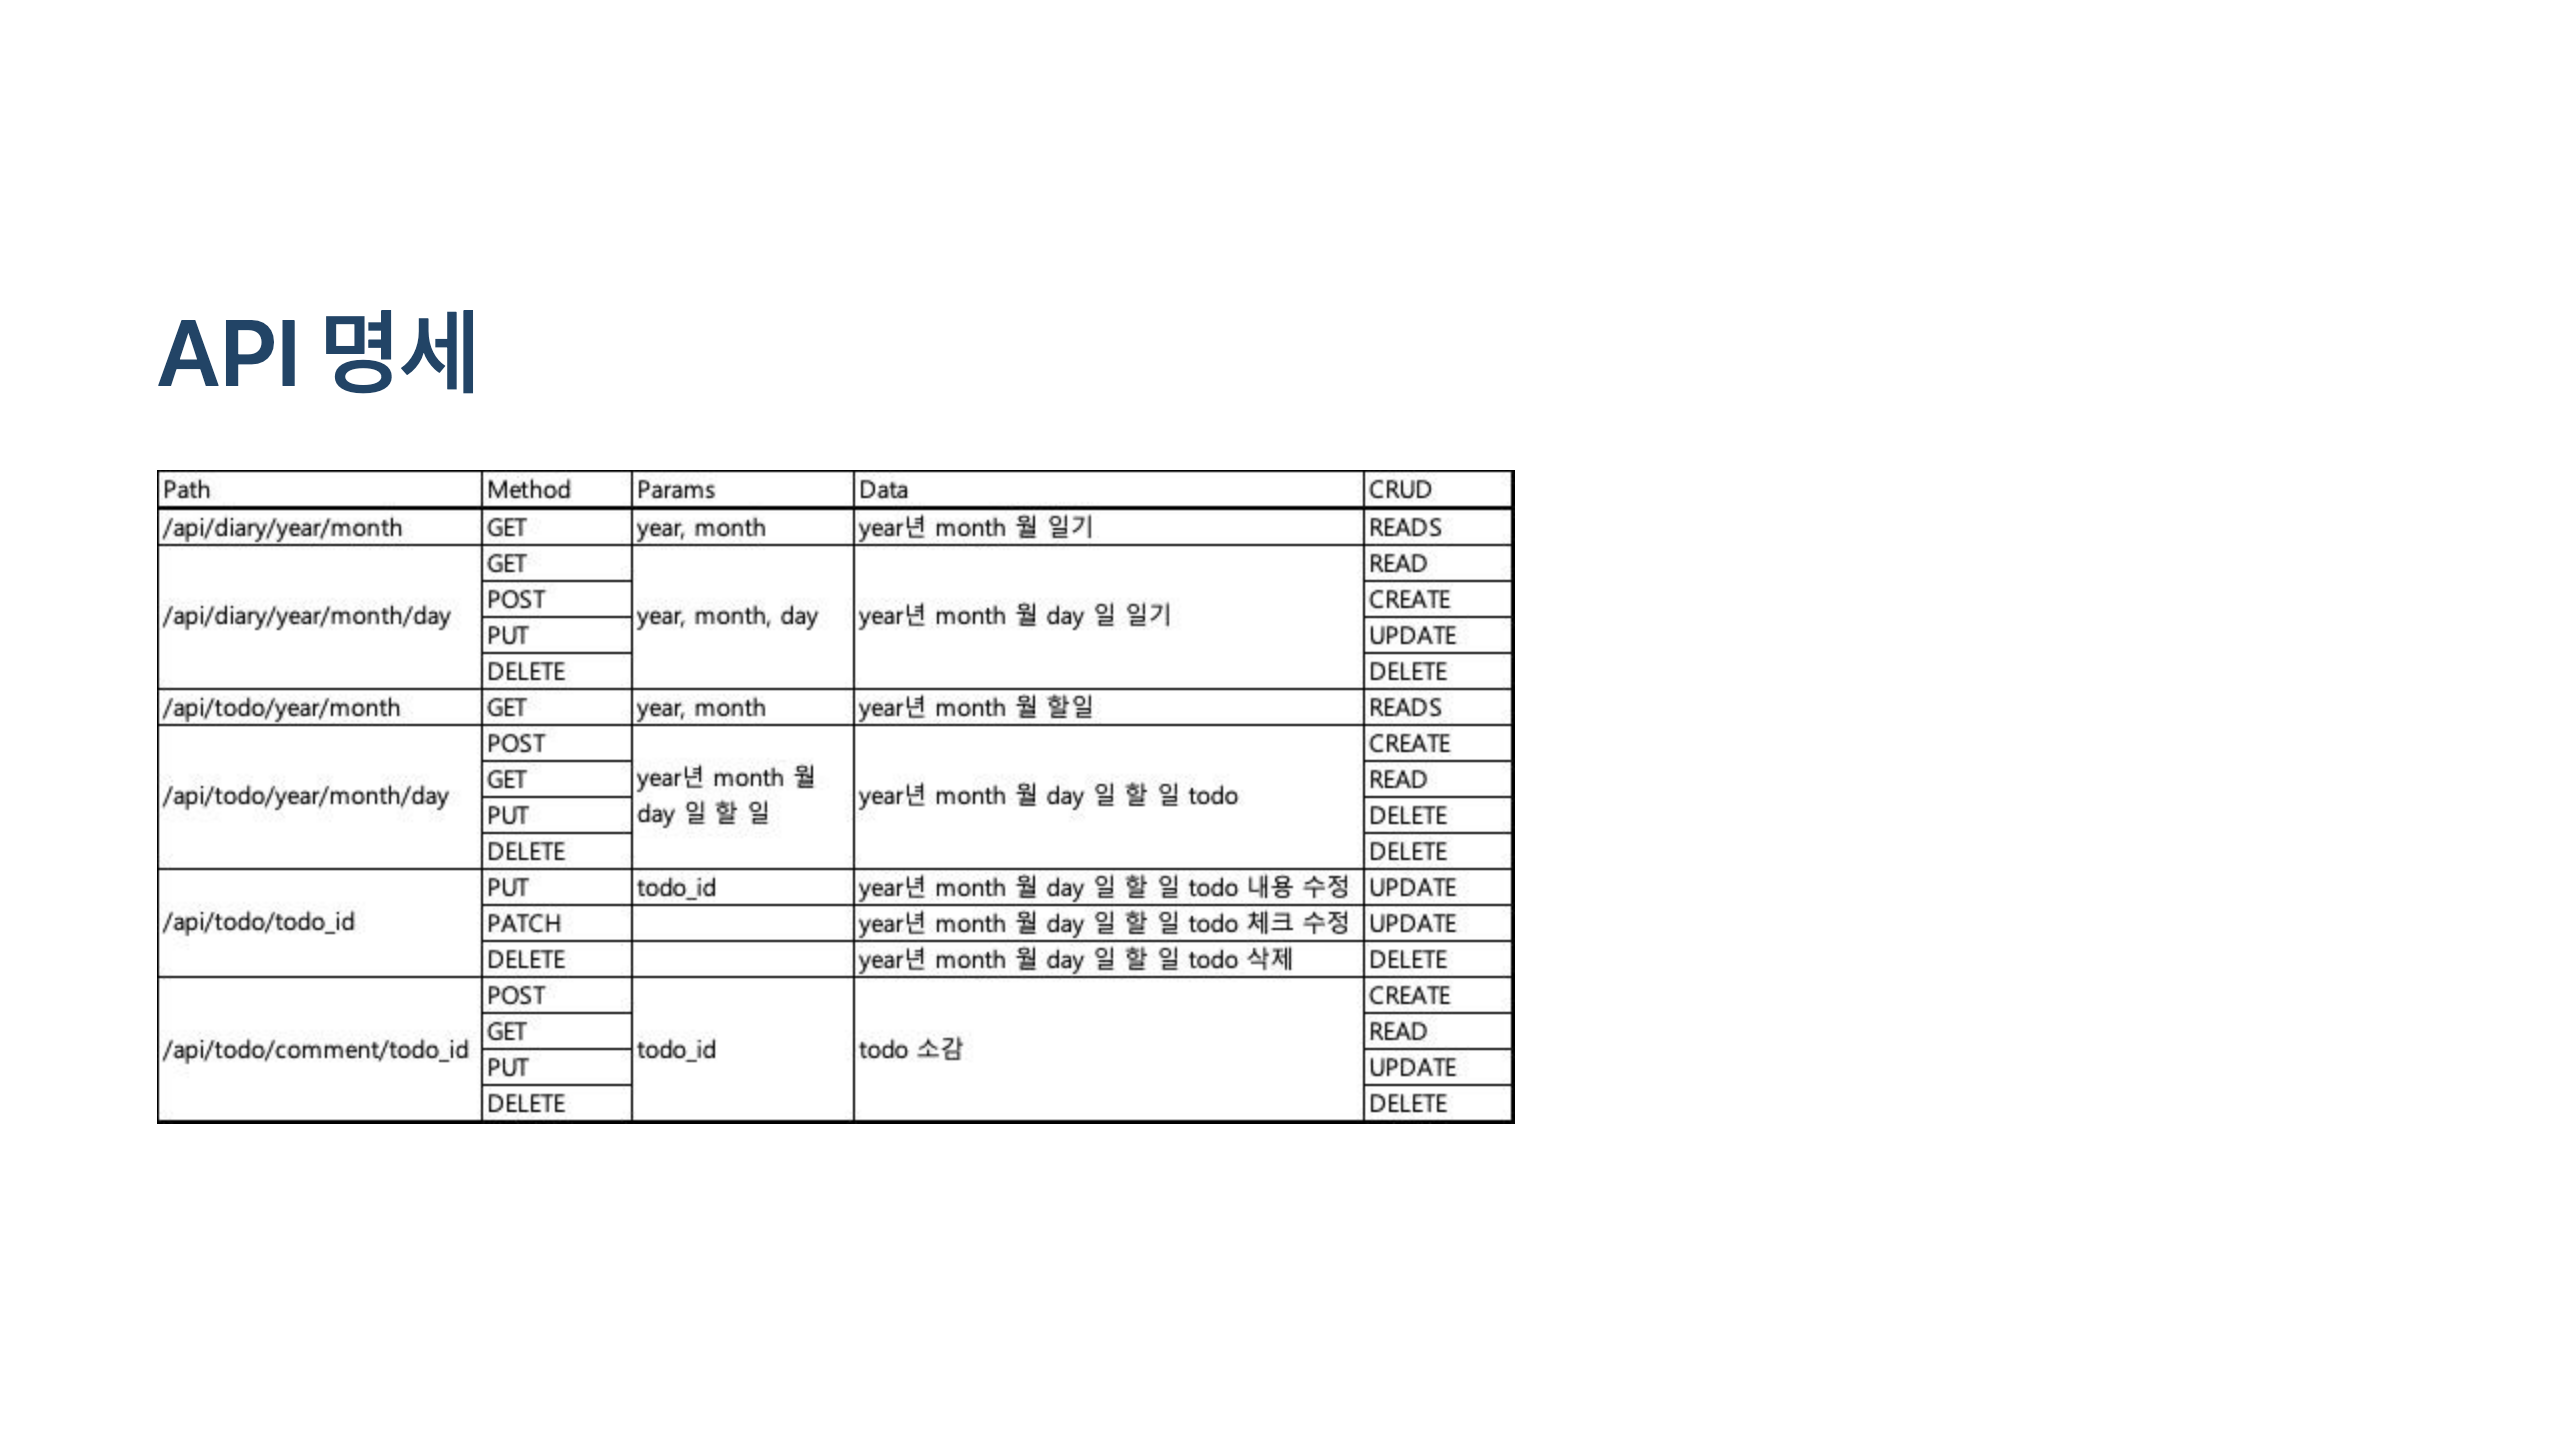 API 명세
Path Method Params Data CRUD
/api/diary/year/month GET year, month year년 month 월 일기 READS
/api/diary/year/month/day GET year, month, day year년 month 월 day 일 일기 READ
POST CREATE
PUT UPDATE
DELETE DELETE
/api/todo/year/month GET year, month year년 month 월 할일 READS
/api/todo/year/month/day POST year년 month 월 day 일 할 일 year년 month 월 day 일 할 일 todo CREATE
GET READ
PUT DELETE
DELETE DELETE
/api/todo/todo_id PUT todo_id year년 month 월 day 일 할 일 todo 내용 수정 UPDATE
PATCH year년 month 월 day 일 할 일 todo 체크 수정 UPDATE
DELETE year년 month 월 day 일 할 일 todo 삭제 DELETE
/api/todo/comment/todo_id POST todo_id todo 소감 CREATE
GET READ
PUT UPDATE
DELETE DELETE